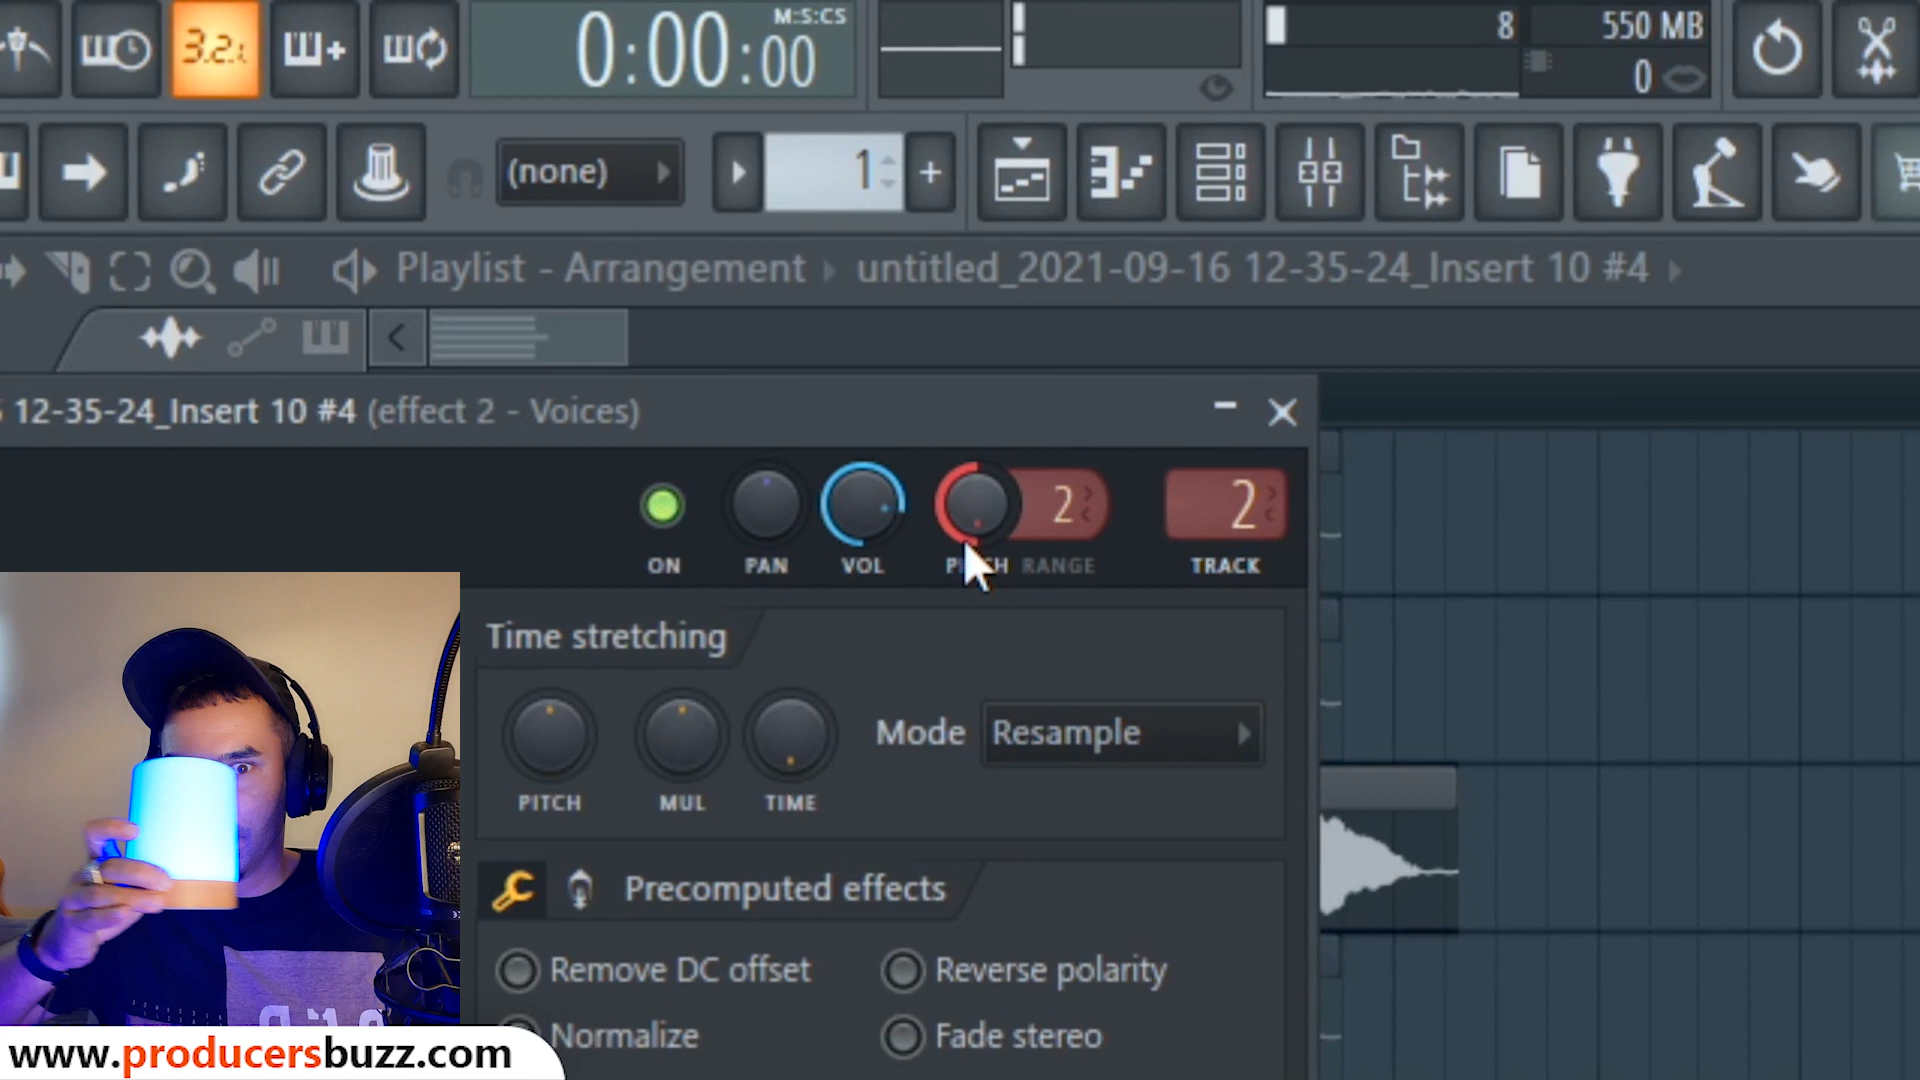 3.2.
M:S:CS
0:00:00
8
550 MB
0
(none)
1
+
Playlist - Arrangement
untitled_2021-09-16 12-35-24_Insert 10 #4
12-35-24_Insert 10 #4 (effect 2 - Voices)
2
2
ON
PAN
VOL
RANGE
TRACK
Time stretching
Mode
Resample
PITCH
MUL
TIME
Precomputed effects
Remove DC offset
Reverse polarity
Normalize
Fade stereo
www.producersbuzz.com